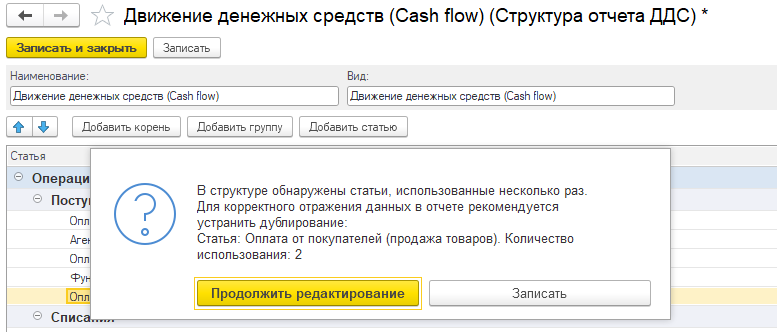 Движение денежных средств (Cash flow) (Структура отчета ДДС) *
Записать и закрыть
Записать
Наименование:
Вид:
Движение денежных средств (Cash flow)
Движение денежных средств (Cash flow)
Добавить корень
Добавить группу
Добавить статью
Статья
Операци
Посту
Опл
Аген
Опл
Фун
Опл
Списания
В структуре обнаружены статьи, использованные несколько раз.
Для корректного отражения данных в отчете рекомендуется
устранить дублирование:
Статья: Оплата от покупателей (продажа товаров). Количество
использования: 2
Продолжить редактирование
Записать